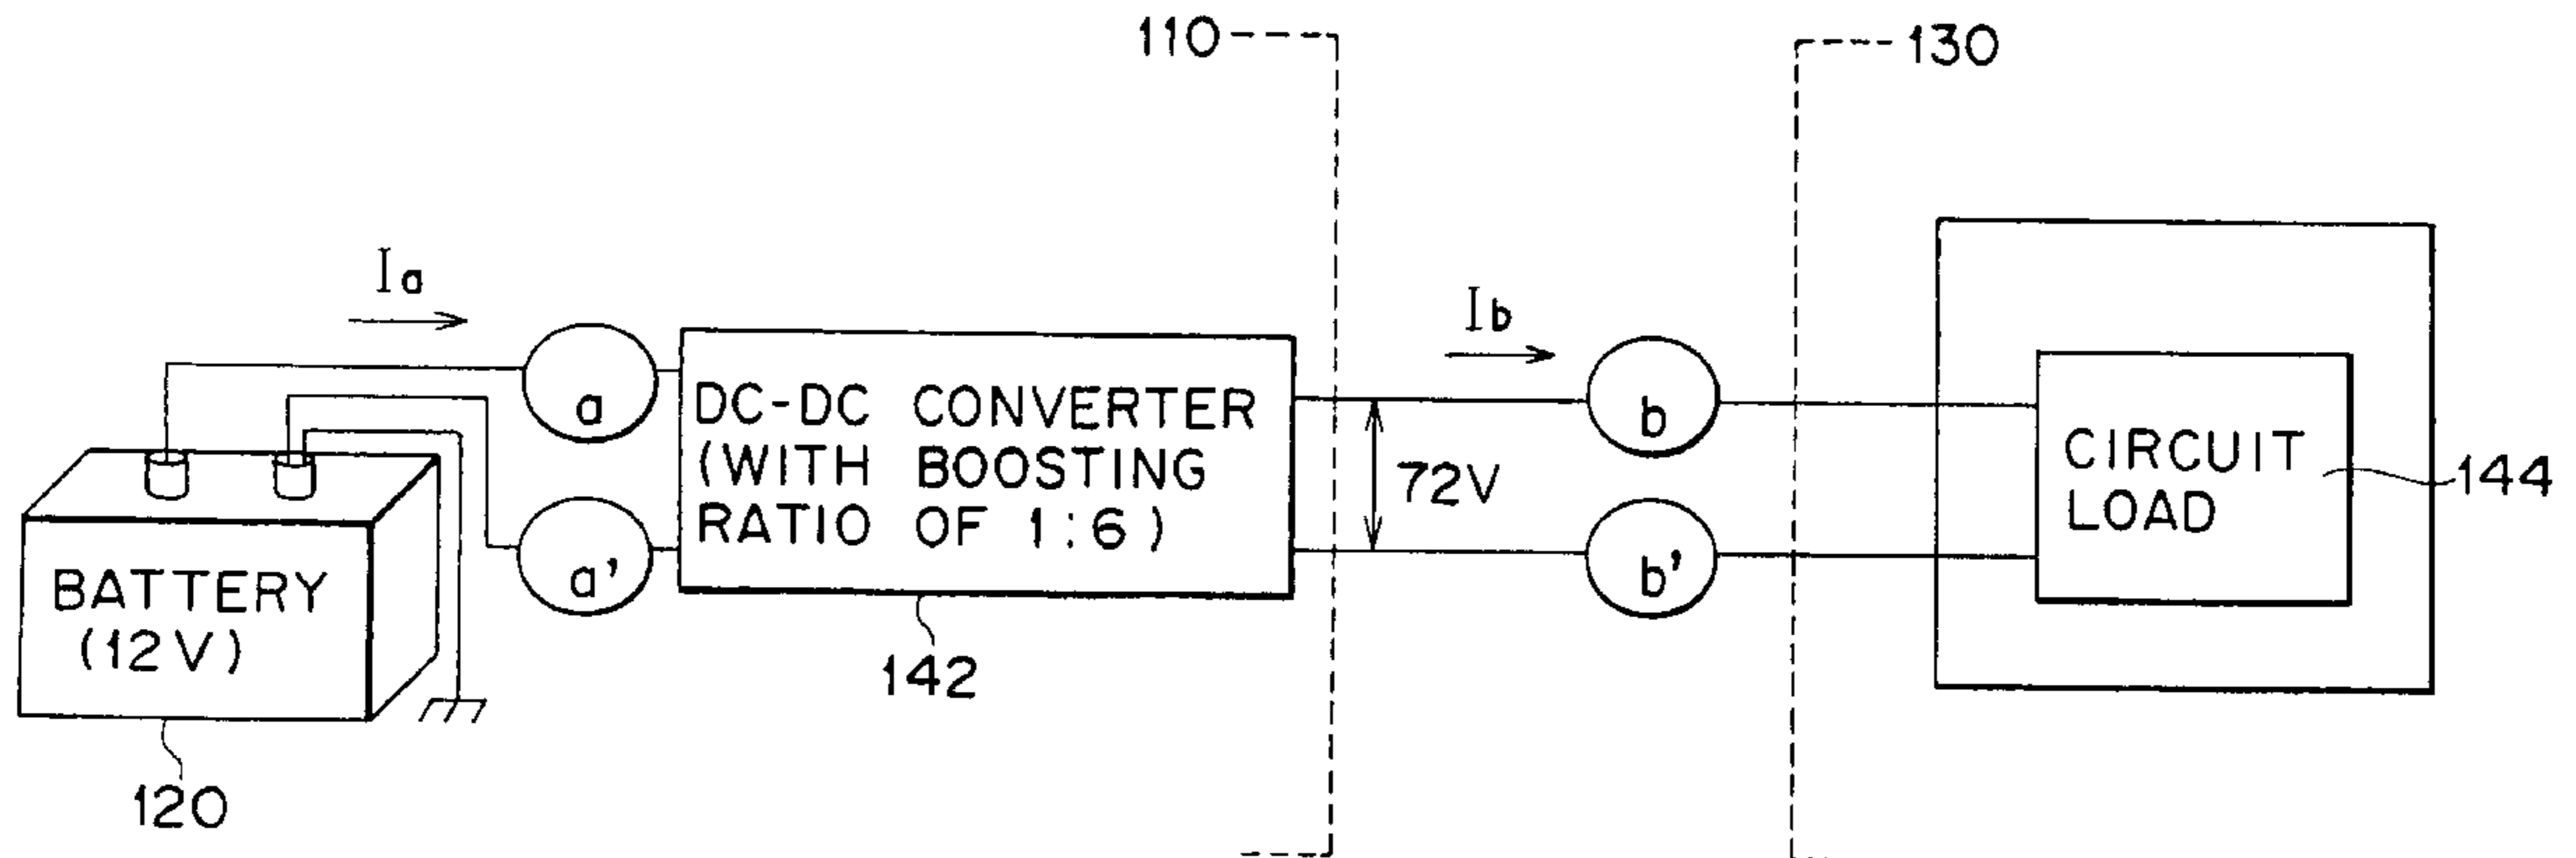 110
130
Ia
Ib
a
DC-DC CONVERTER
(WITH BOOSTING
RATIO OF 1:6)
a'
b
72V
b'
CIRCUIT
LOAD
144
BATTERY
(12V)
142
120